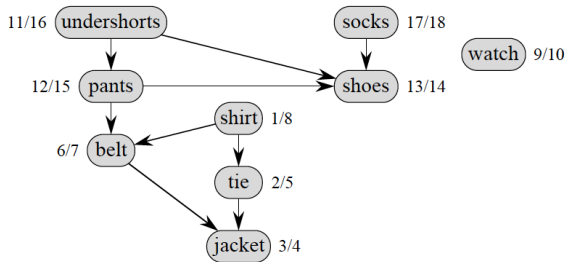 11/16 undershorts
socks 17/18
watch 9/10
12/15 pants
shoes 13/14
shirt 1/8
6/7 belt
tie 2/5
jacket 3/4